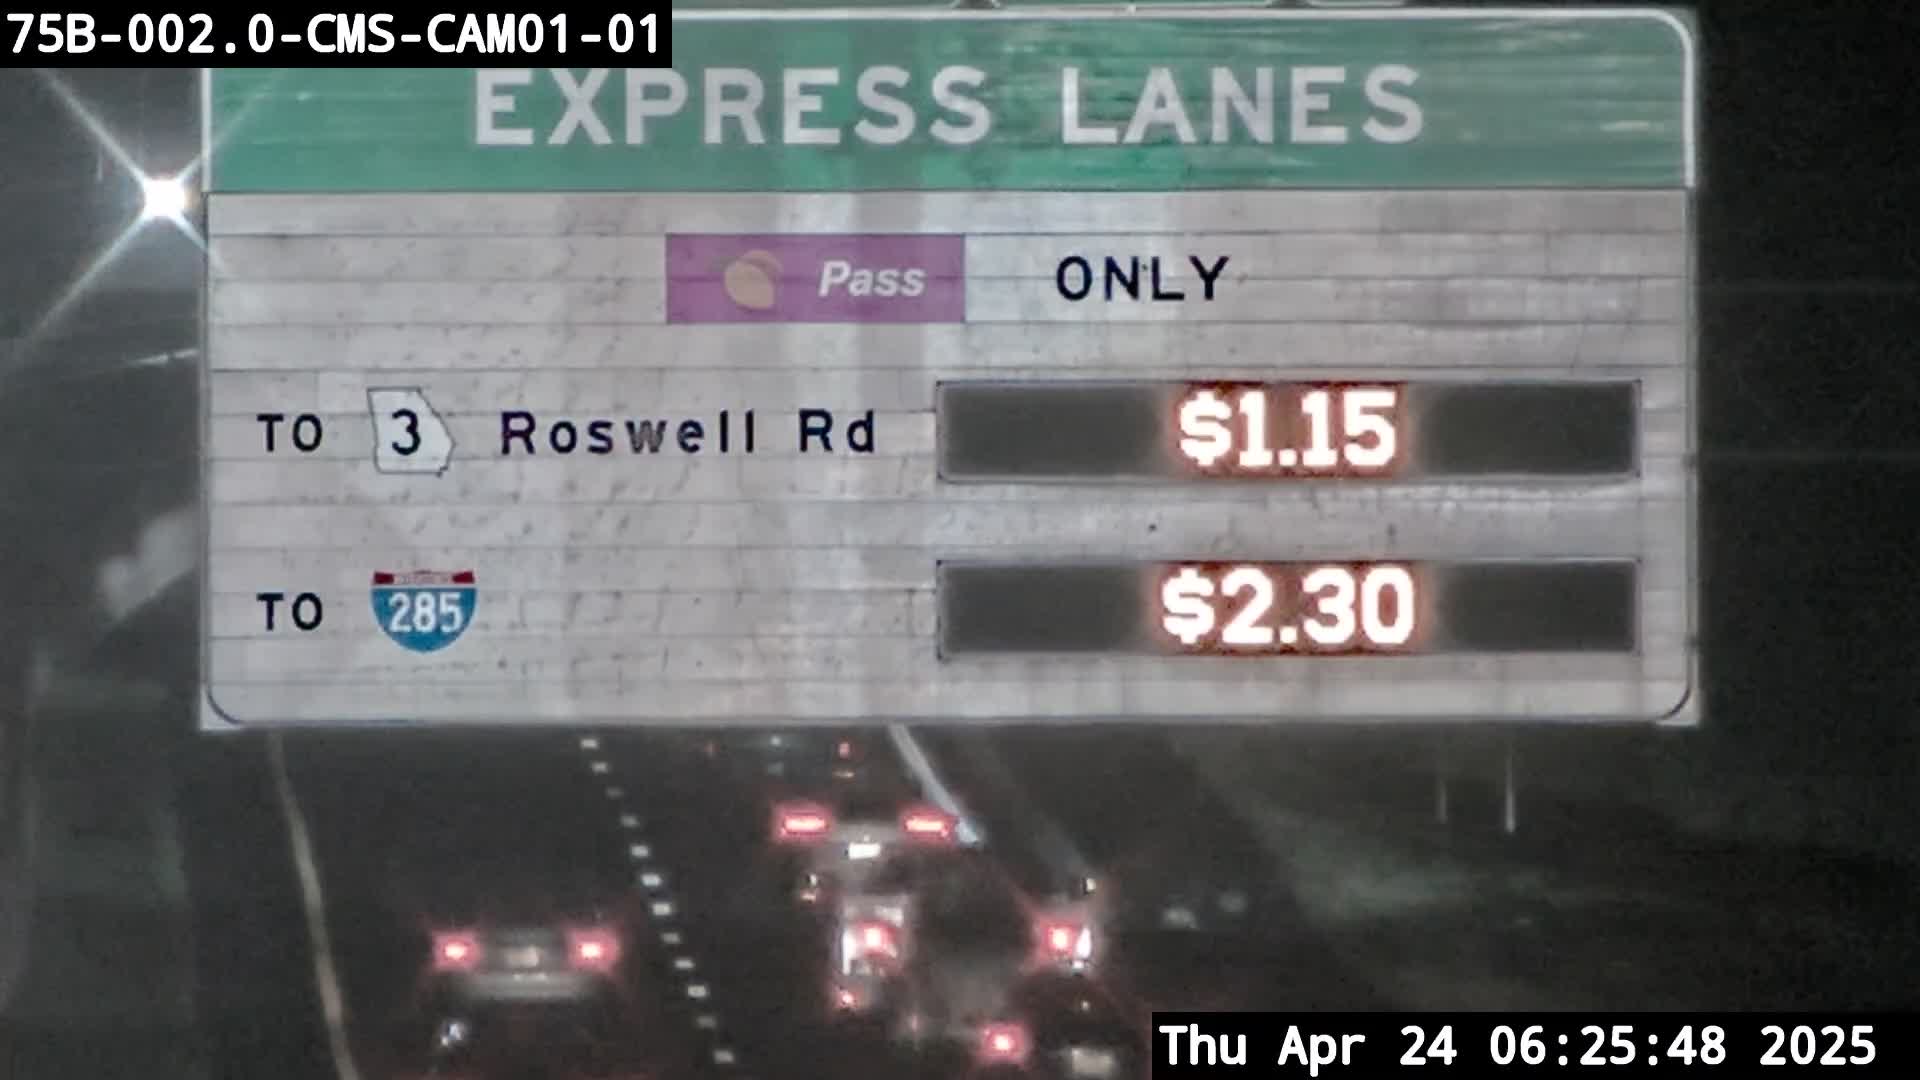 75B-002.0-CMS-CAM01-01
EXPRESS LANES
Pass ONLY
TO 3 Roswell Rd $1.15
TO 285 $2.30
Thu Apr 24 06:25:48 2025